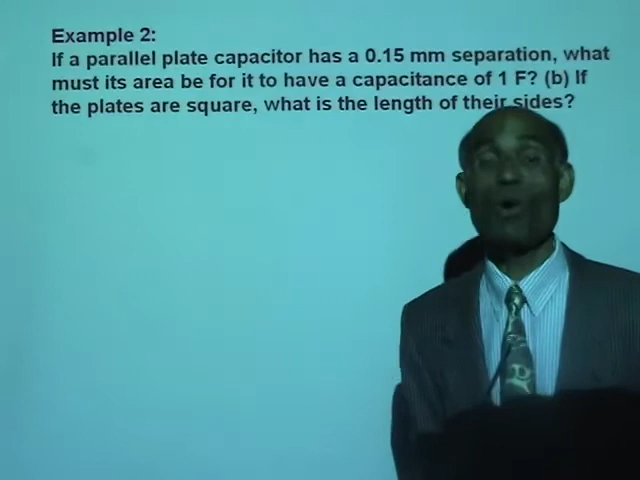 Example 2:
If a parallel plate capacitor has a 0.15 mm separation, what
must its area be for it to have a capacitance of 1 F? (b) If
the plates are square, what is the length of their sides?